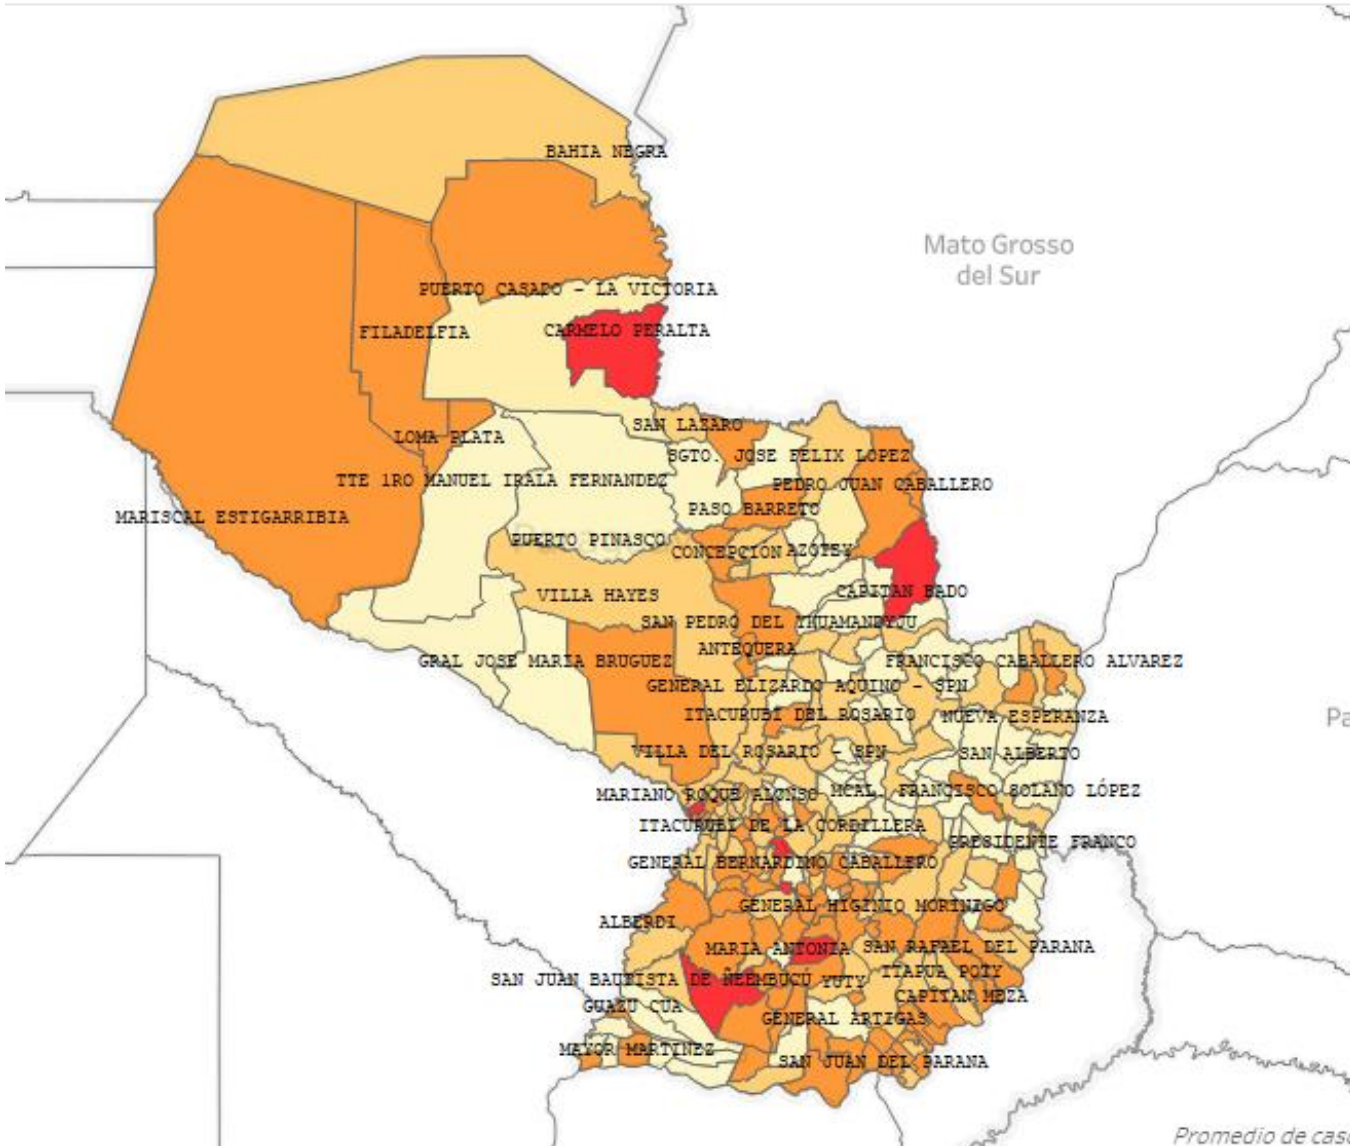 BAHIA NEGRA
Mato Grosso
del Sur
PUERTO CASADO - LA VICTORIA
CARMELO PERALTA
FILADELFIA
SAN LAZARO
LOMA PLATA
SGTO. JOSE FELIX LÓPEZ
TTE 1RO MANUEL IRALA FERNANDEZ
PEDRO JUAN CABALLERO
PASO BARRETO
MARISCAL ESTIGARRIBIA
PUERTO PINASCO
CONCEPCIÓN
AZOTEY
CAPITAN BADO
VILLA HAYES
SAN PEDRO DEL YKUAMANDYJU
ANTEQUERA
GRAL JOSE MARIA BRUGUEZ
FRANCISCO CABALLERO ALVAREZ
GENERAL ELIZARDO AQUINO - SPN
ITACURUBI DEL ROSARIO
NUEVA ESPERANZA
Pa
VILLA DEL ROSARIO - SPN
SAN ALBERTO
MARIANO ROQUE ALONSO
MCAL. FRANCISCO SOLANO LÓPEZ
ITACURUBI DE LA CORDILLERA
PRESIDENTE FRANCO
GENERAL BERNARDINO CABALLERO
GENERAL HIGINIO MORINIGO
ALBERDI
MARIA ANTONIA
SAN RAFAEL DEL PARANA
SAN JUAN BAUTISTA DE ÑEEMBUCÚ
YUTY
ITAPUA POTY
CAPITAN MEZA
GUAZU CUA
GENERAL ARTIGAS
MAYOR MARTINEZ
SAN JUAN DEL PARANA
Promedio de cas